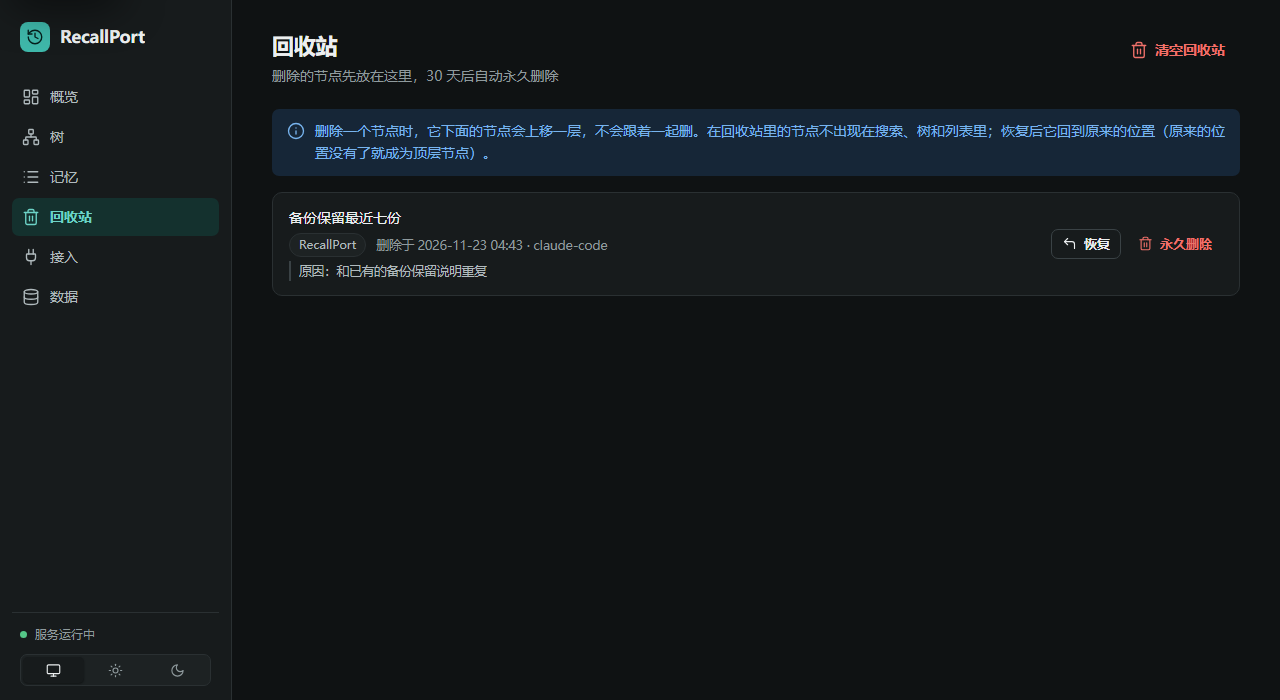 RecallPort
概览
树
记忆
回收站
接入
数据
服务运行中
回收站
删除的节点先放在这里，30 天后自动永久删除
清空回收站
删除一个节点时，它下面的节点会上移一层，不会跟着一起删。在回收站里的节点不出现在搜索、树和列表里；恢复后它回到原来的位置（原来的位
置没有了就成为顶层节点）。
备份保留最近七份
RecallPort 删除于 2026-11-23 04:43 · claude-code
原因：和已有的备份保留说明重复
恢复
永久删除